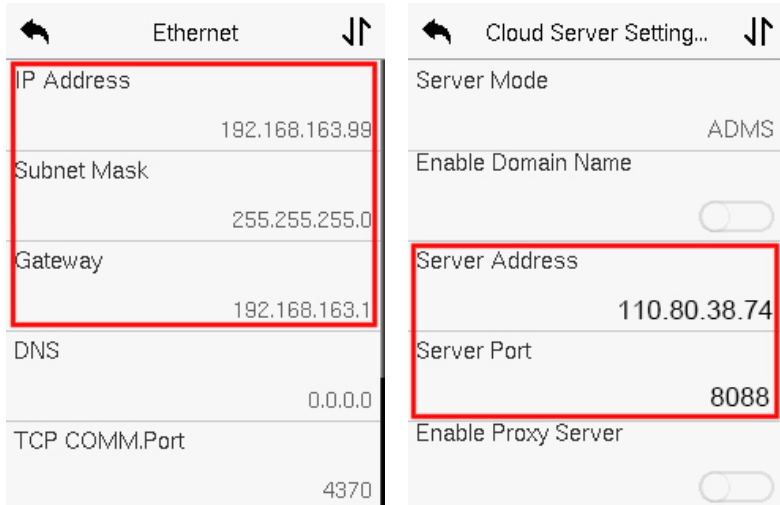 Ethernet
IP Address
192.168.163.99
Subnet Mask
255.255.255.0
Gateway
192.168.163.1
DNS
0.0.0.0
TCP COMM.Port
4370
Cloud Server Setting...
Server Mode
ADMS
Enable Domain Name
Server Address
110.80.38.74
Server Port
8088
Enable Proxy Server